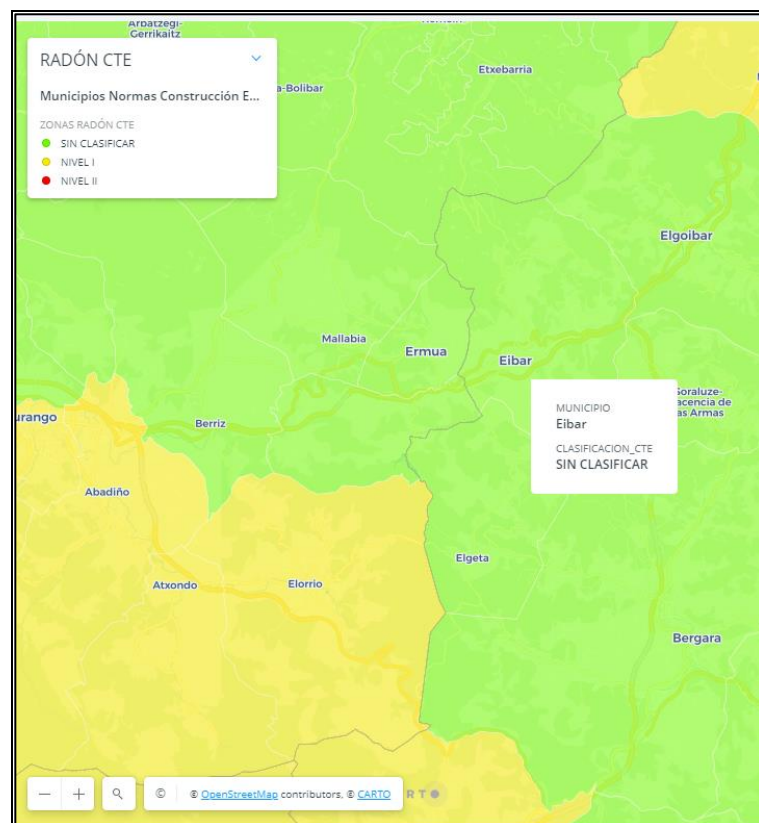 Arbatzegi-
Gerrikaitz
RADÓN CTE
Municipios Normas Construcción E...
ZONAS RADÓN CTE
SIN CLASIFICAR
NIVEL I
NIVEL II
a-Bolibar
Etxebarria
Elgoibar
Mallabia
Ermua
Eibar
MUNICIPIO
Eibar
CLASIFICACION_CTE
SIN CLASIFICAR
Soraluze-
acencia de
as Armas
urango
Berriz
Abadiño
Elgeta
Atxondo
Elorrio
Bergara
© OpenStreetMap contributors, © CARTO
R T